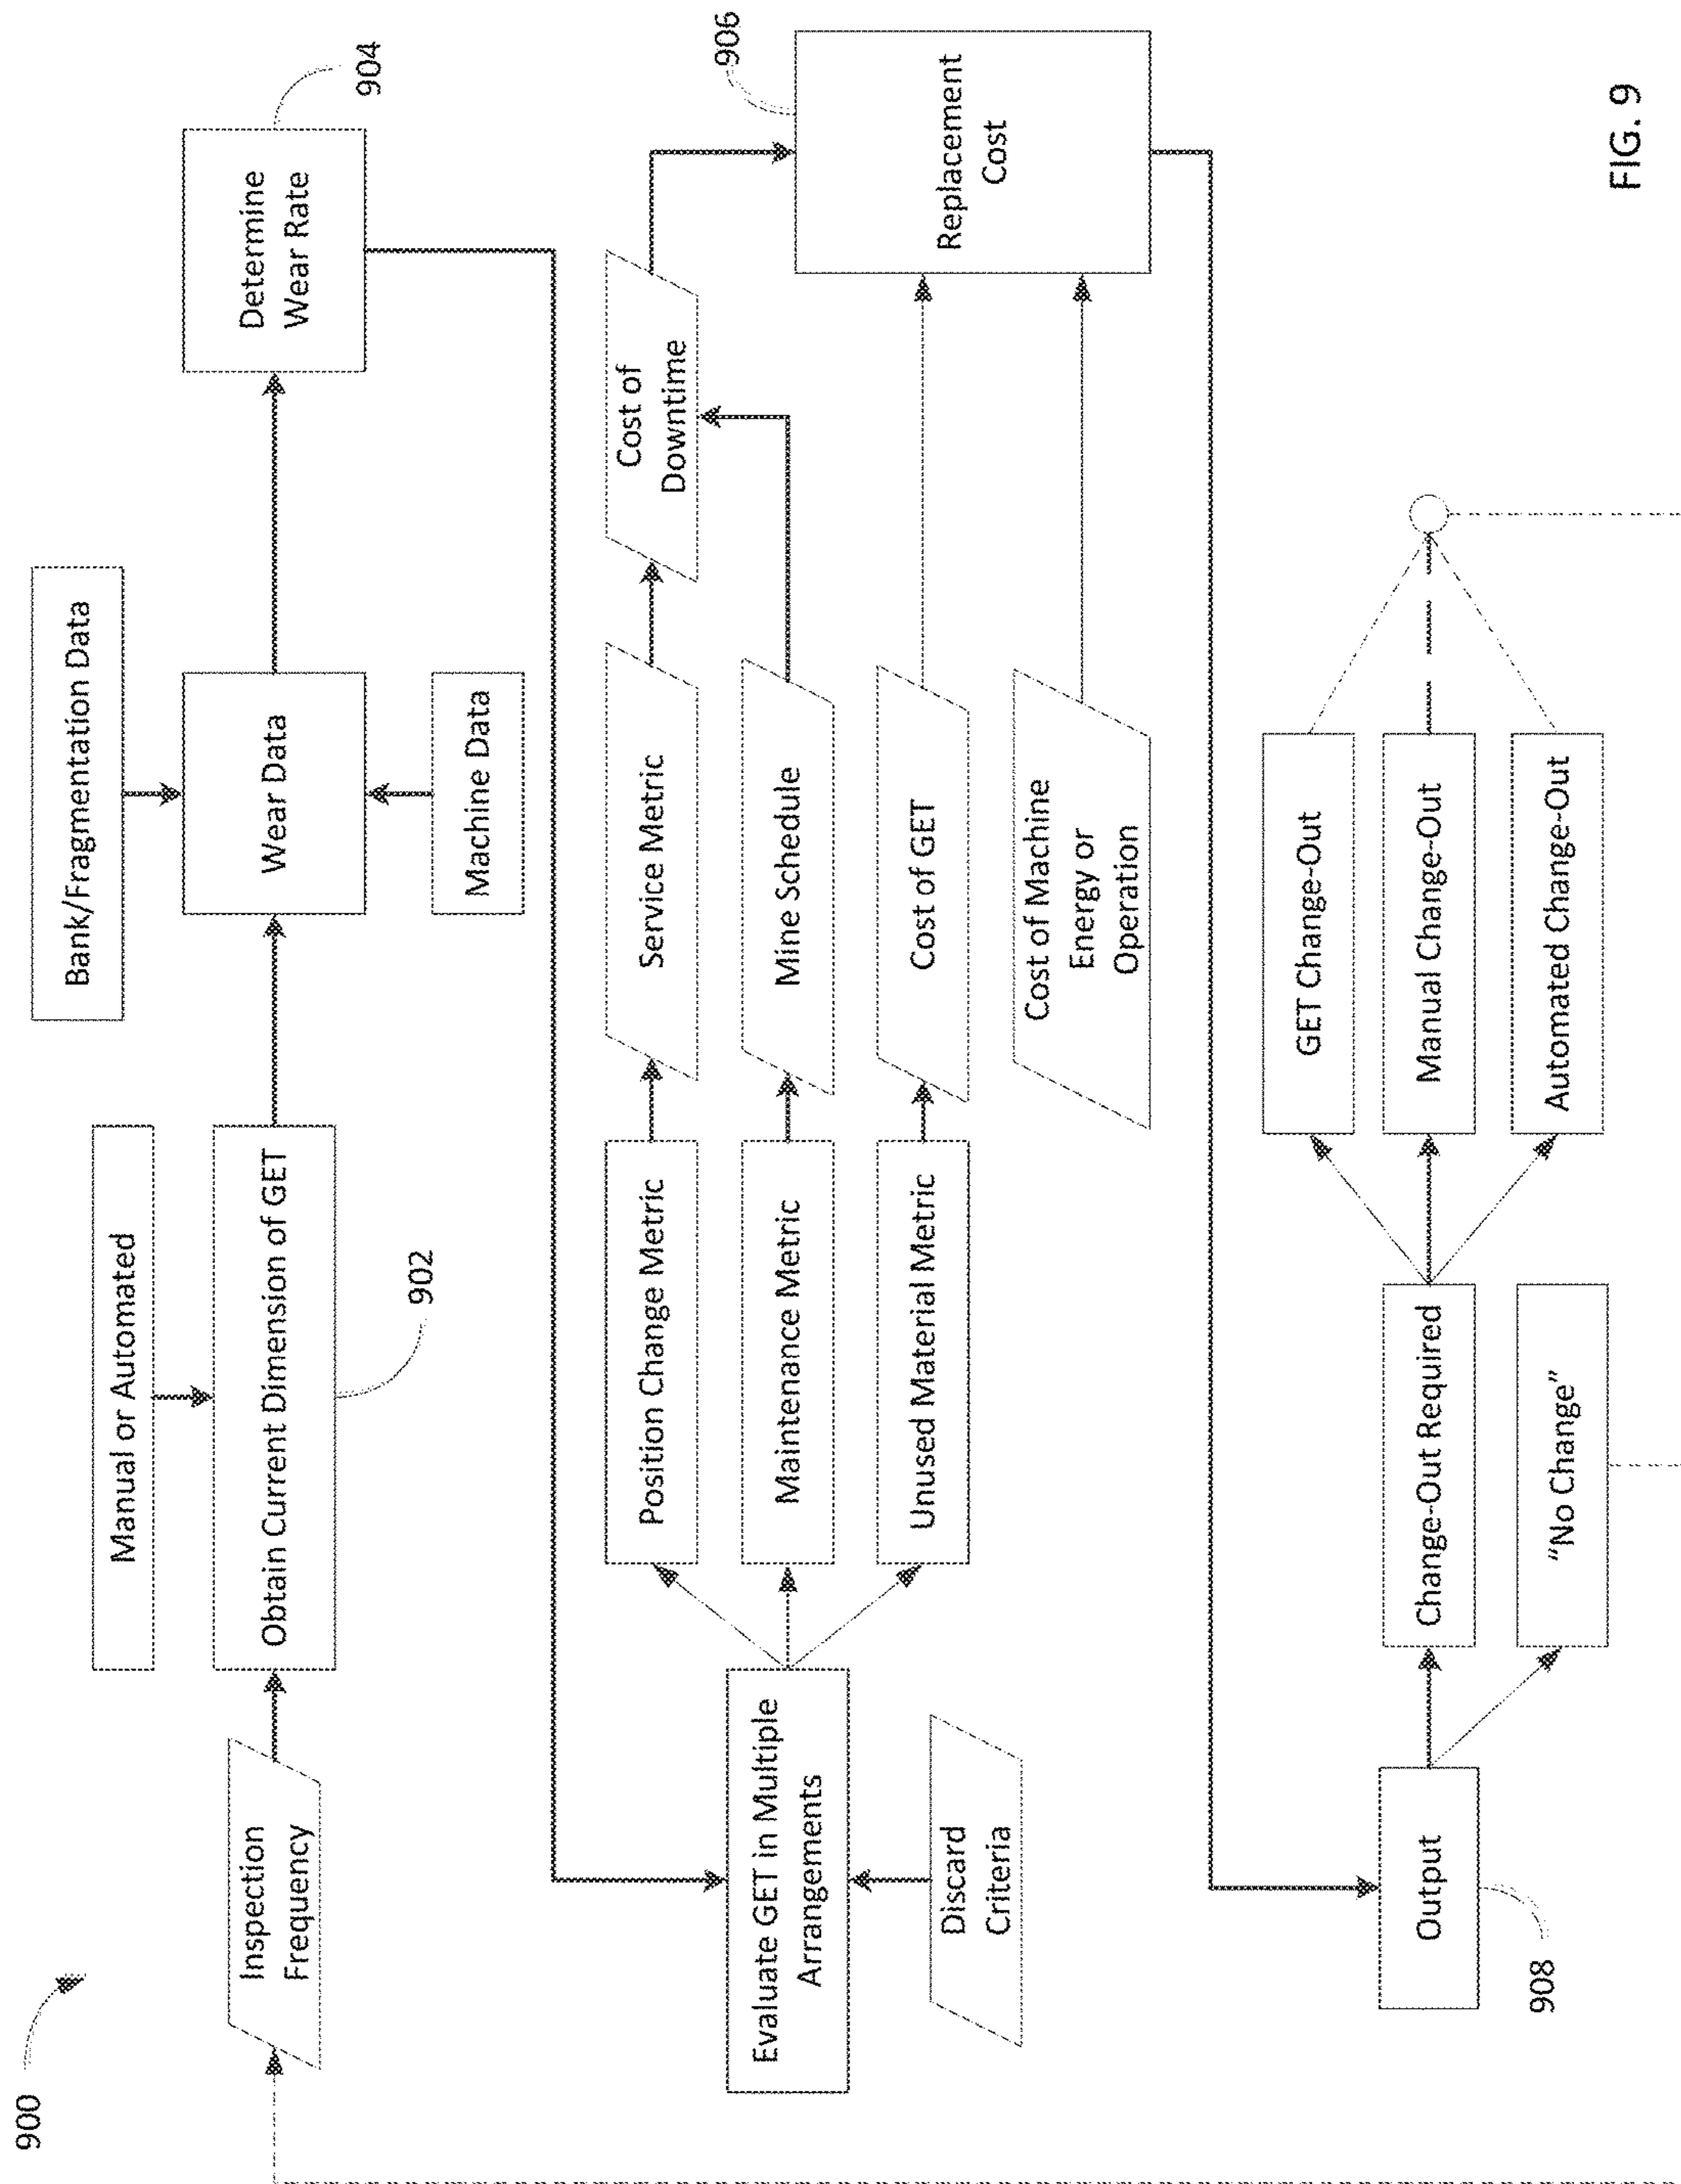 900
Manual or Automated
Bank/Fragmentation Data
Inspection
Frequency
Obtain Current Dimension of GET
Wear Data
Determine
Wear Rate
902
Machine Data
904
Evaluate GET in Multiple
Arrangements
Discard
Criteria
Position Change Metric
Maintenance Metric
Unused Material Metric
Service Metric
Mine Schedule
Cost of GET
Cost of Machine
Energy or
Operation
Cost of
Downtime
906
Replacement
Cost
Output
908
Change-Out Required
"No Change"
GET Change-Out
Manual Change-Out
Automated Change-Out
FIG. 9